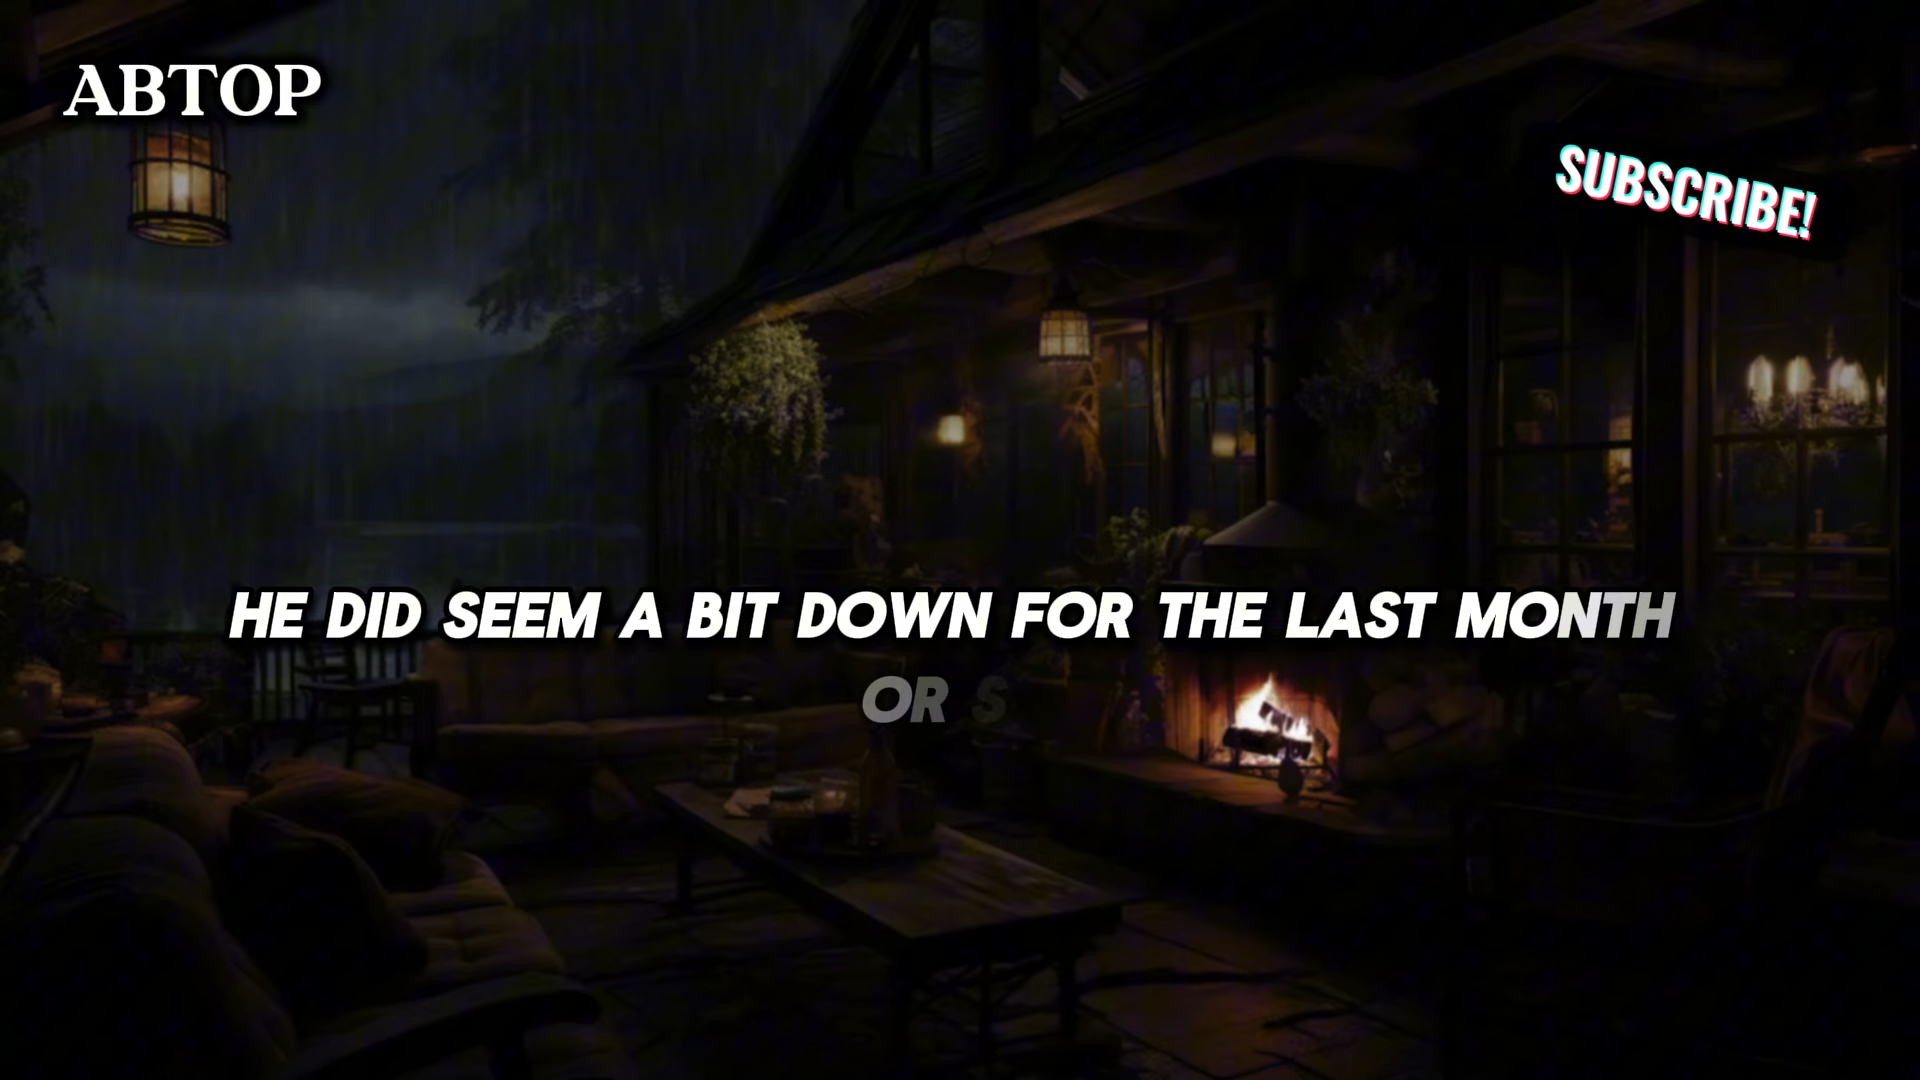 ABTOP
SUBSCRIBE!
HE DID SEEM A BIT DOWN FOR THE LAST MONTH
OR S